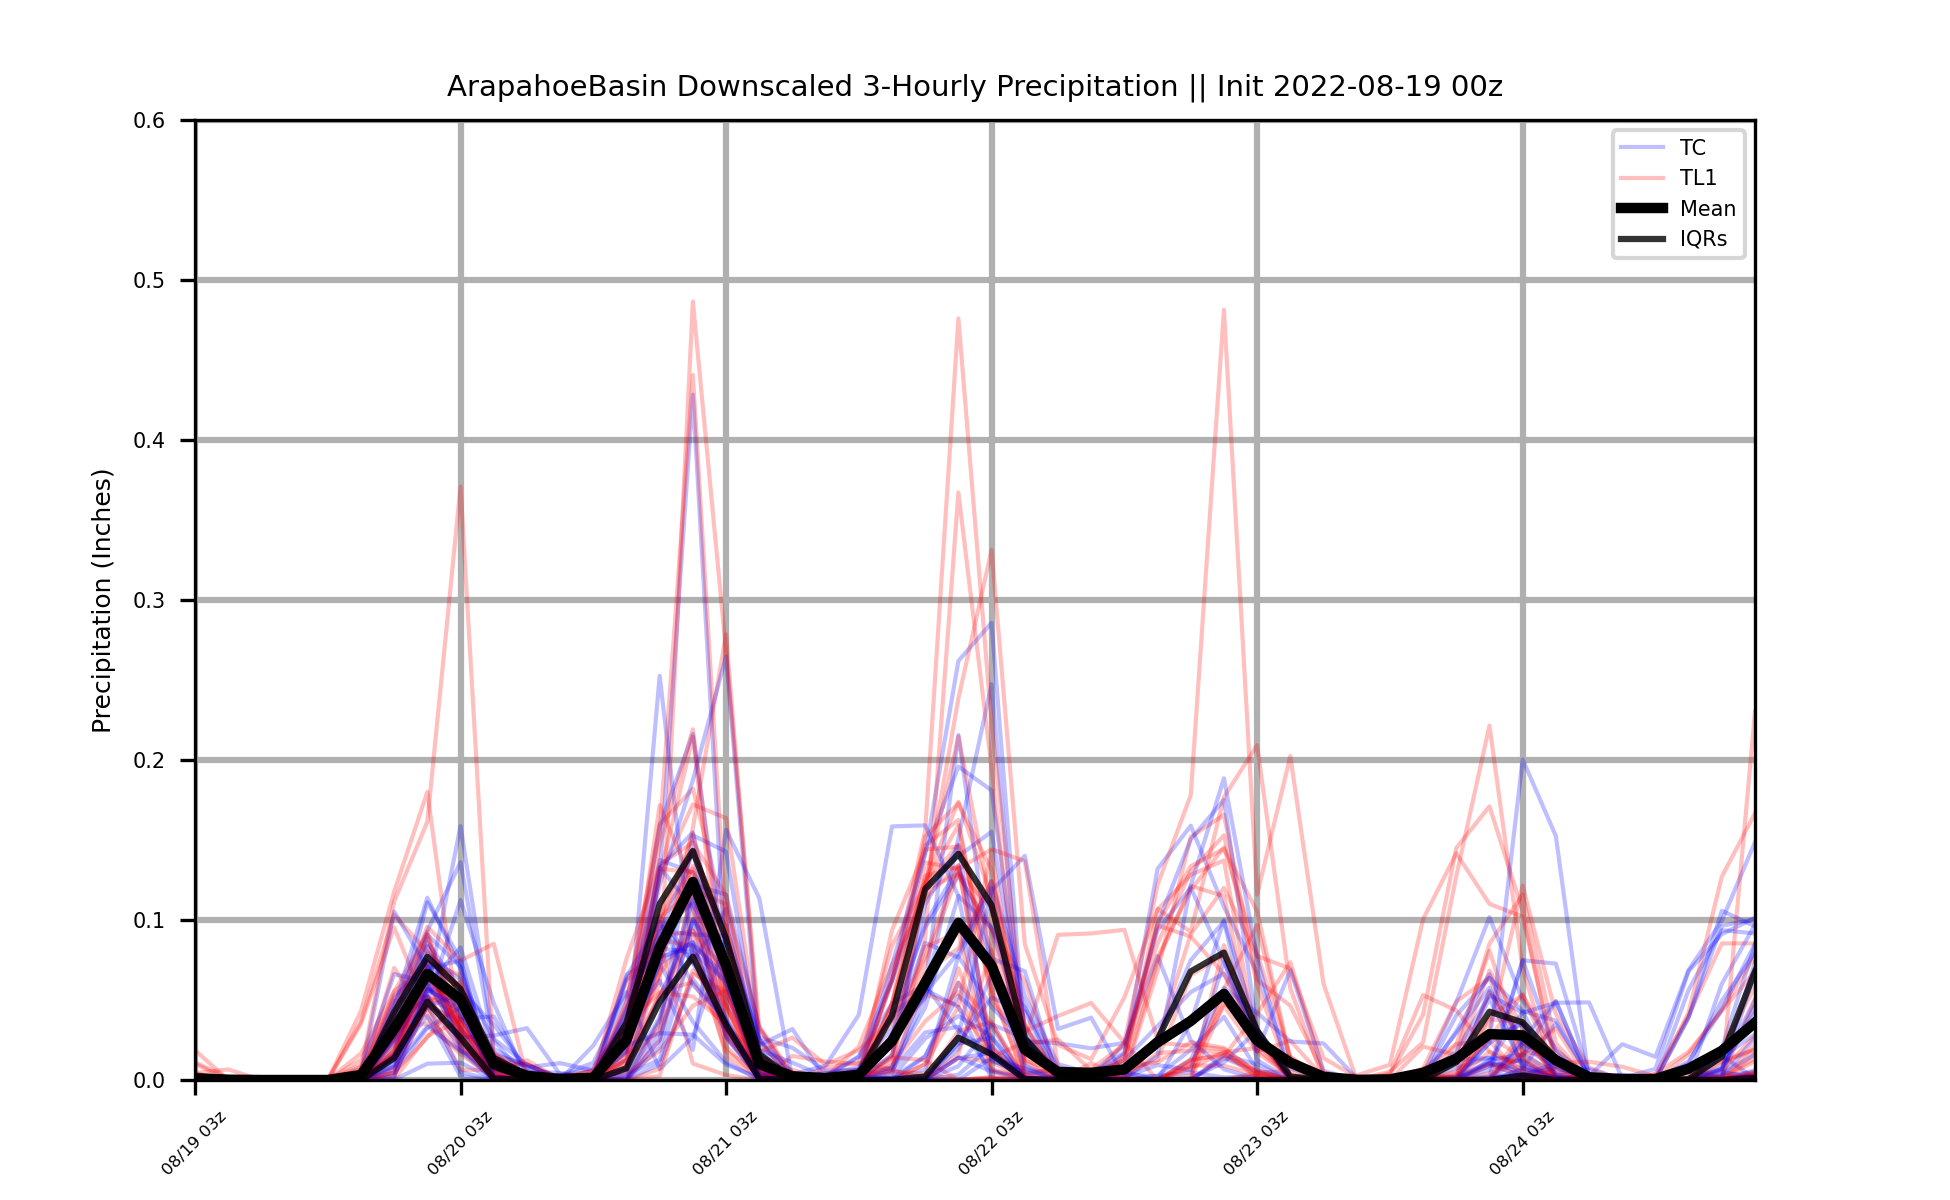 ArapahoeBasin Downscaled 3-Hourly Precipitation || Init 2022-08-19 00z
TC
TL1
Mean
IQRs
Precipitation (Inches)
0.6
0.5
0.4
0.3
0.2
0.1
0.0
08/19 03z
08/20 03z
08/21 03z
08/22 03z
08/23 03z
08/24 03z